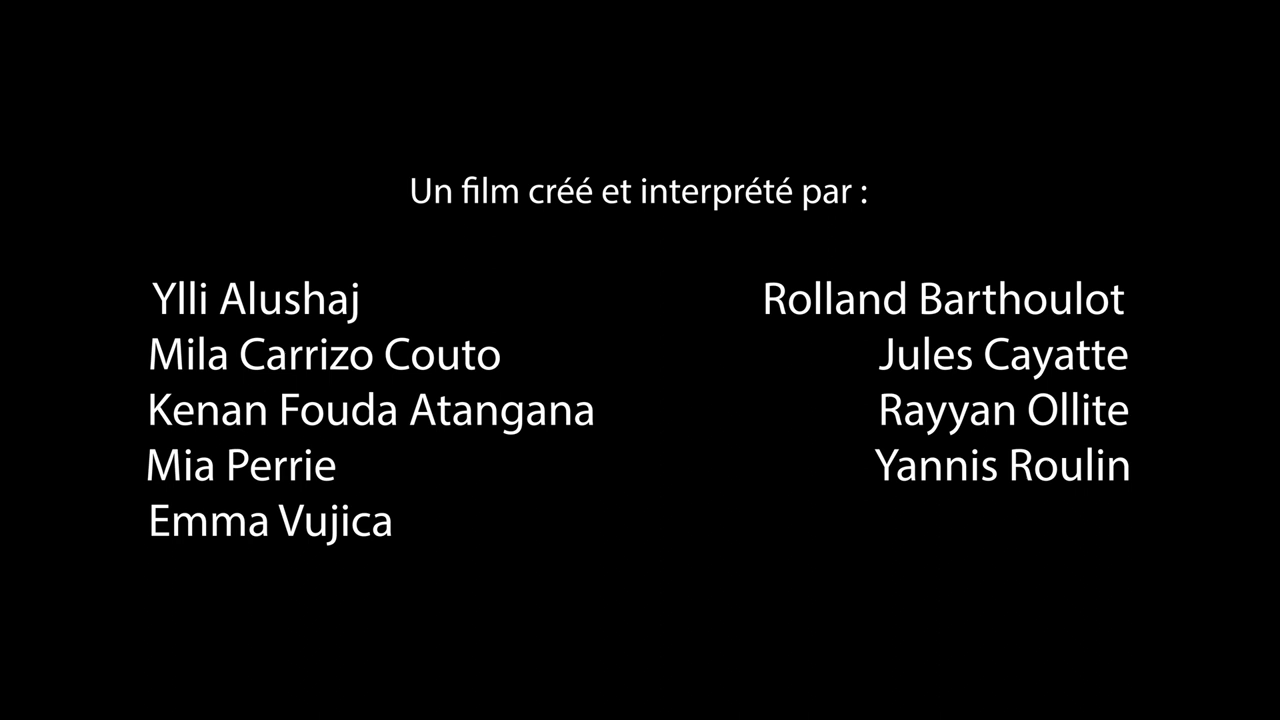 Un film créé et interprété par :
Ylli Alushaj
Mila Carrizo Couto
Kenan Fouda Atangana
Mia Perrie
Emma Vujica
Rolland Barthoulot
Jules Cayatte
Rayyan Ollite
Yannis Roulin